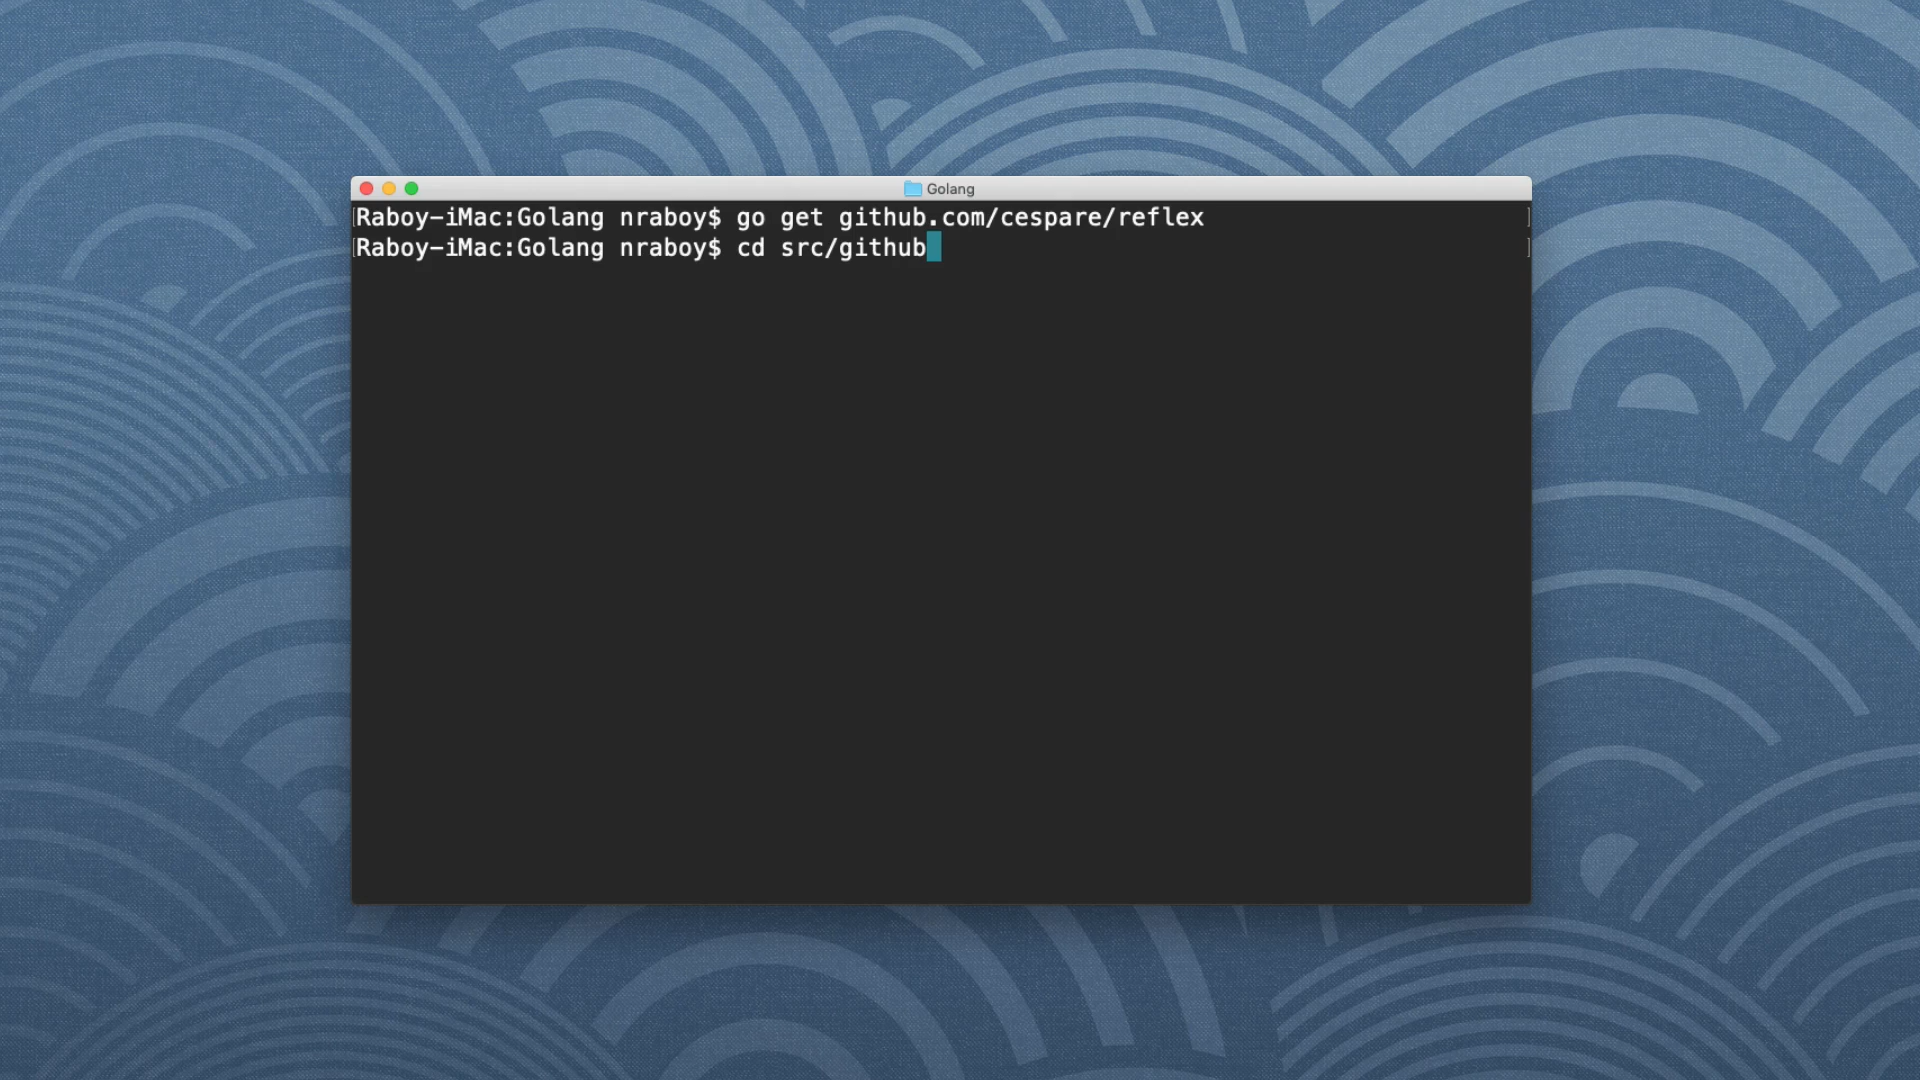 Golang
[Raboy-iMac:Golang nraboy$ go get github.com/cespare/reflex ]
[Raboy-iMac:Golang nraboy$ cd src/github ]